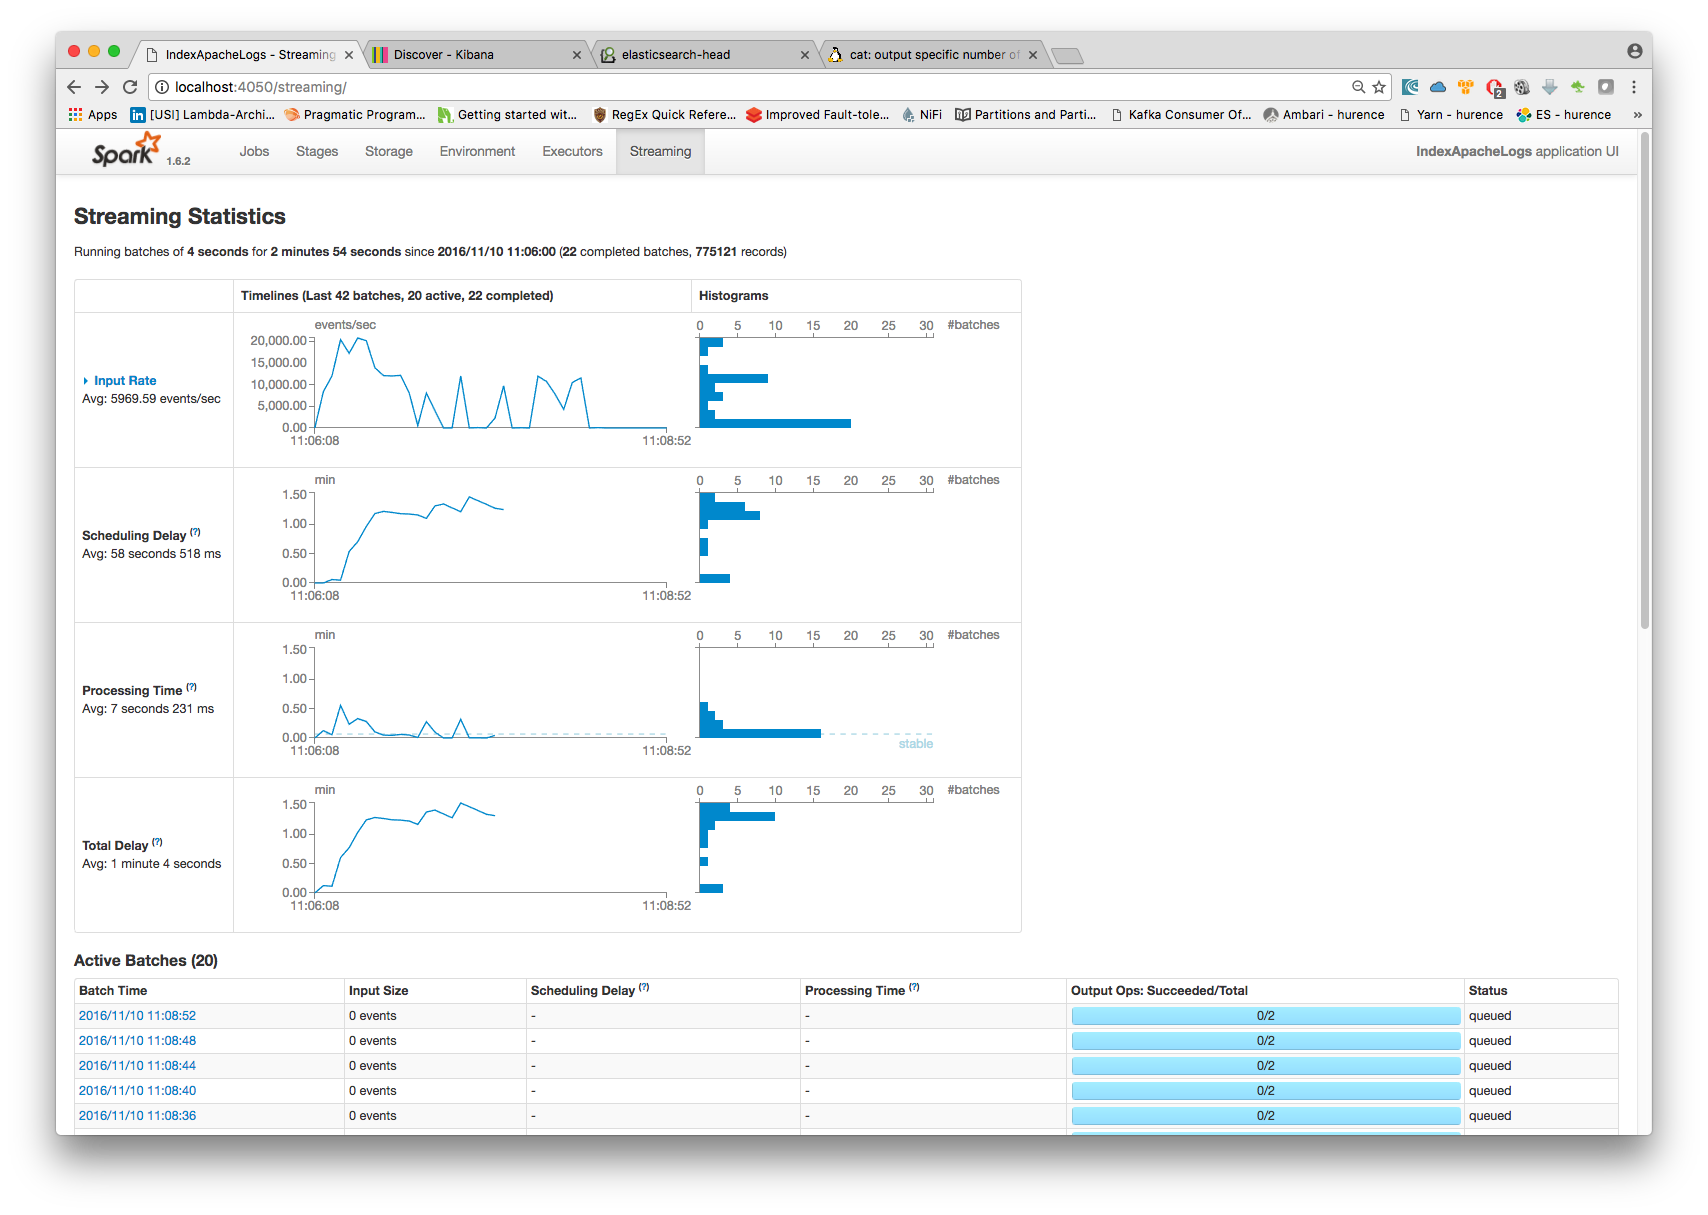 IndexApacheLogs - Streaming
Discover - Kibana
elasticsearch-head
cat: output specific number of
localhost:4050/streaming/
2
Apps
[USI] Lambda-Archi...
Pragmatic Program...
Getting started wit...
RegEx Quick Refere...
Improved Fault-tole...
NiFi
Partitions and Parti...
Kafka Consumer Of...
Ambari - hurence
Yarn - hurence
ES - hurence
»
Spark 1.6.2
Jobs
Stages
Storage
Environment
Executors
Streaming
IndexApacheLogs application UI
Streaming Statistics
Running batches of 4 seconds for 2 minutes 54 seconds since 2016/11/10 11:06:00 (22 completed batches, 775121 records)
Timelines (Last 42 batches, 20 active, 22 completed)
Histograms
Input Rate
Avg: 5969.59 events/sec
events/sec
20,000.00
15,000.00
10,000.00
5,000.00
0.00
11:06:08
11:08:52
0 5 10 15 20 25 30 #batches
Scheduling Delay (?)
Avg: 58 seconds 518 ms
min
1.50
1.00
0.50
0.00
11:06:08
11:08:52
0 5 10 15 20 25 30 #batches
Processing Time (?)
Avg: 7 seconds 231 ms
min
1.50
1.00
0.50
0.00
11:06:08
11:08:52
0 5 10 15 20 25 30 #batches
stable
Total Delay (?)
Avg: 1 minute 4 seconds
min
1.50
1.00
0.50
0.00
11:06:08
11:08:52
0 5 10 15 20 25 30 #batches
Active Batches (20)
Batch Time Input Size Scheduling Delay (?) Processing Time (?) Output Ops: Succeeded/Total Status
2016/11/10 11:08:52 0 events - - 0/2 queued
2016/11/10 11:08:48 0 events - - 0/2 queued
2016/11/10 11:08:44 0 events - - 0/2 queued
2016/11/10 11:08:40 0 events - - 0/2 queued
2016/11/10 11:08:36 0 events - - 0/2 queued